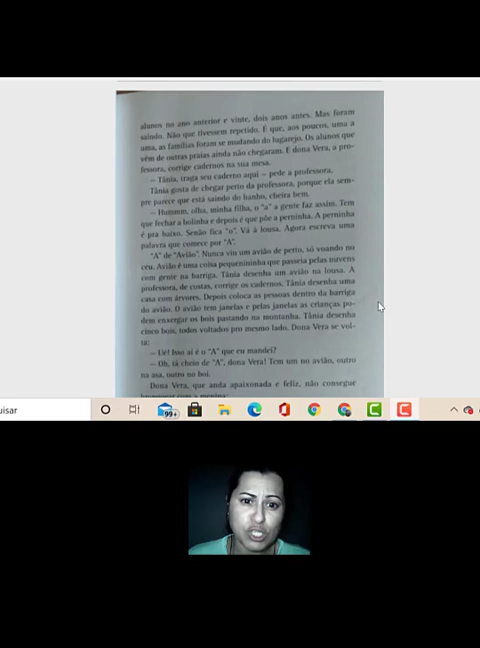 alunos no ano anterior e vinte, dois anos antes. Mas foram
saindo. Não que tivessem repetido. É que, aos poucos, uma a
uma, as famílias foram se mudando do lugarejo. Os alunos que
vêm de outras praias ainda não chegaram. E dona Vera, a pro-
fessora, corrige cadernos na sua mesa.
— Tânia, traga seu caderno aqui — pede a professora.
Tânia gosta de chegar perto da professora, porque ela sem-
pre parece que está saindo do banho, cheira bem.
— Hummm, olha, minha filha, o "a" a gente faz assim. Tem
que fechar a bolinha e depois é que põe a perninha. A perninha
é pra baixo. Senão fica "o". Vá à lousa. Agora escreva uma
palavra que comece por "A".
"A" de "Avião". Nunca viu um avião de perto, só voando no
céu. Avião é uma coisa pequenininha que passeia pelas nuvens
com gente na barriga. Tânia desenha um avião na lousa. A
professora, de costas, corrige os cadernos. Tânia desenha uma
casa com árvores. Depois coloca as pessoas dentro da barriga
do avião. O avião tem janelas e pelas janelas as crianças po-
dem enxergar os bois pastando na montanha. Tânia desenha
cinco bois, todos voltados pro mesmo lado. Dona Vera se vol-
ta:
— Ué! Isso aí é o "A" que eu mandei?
— Oh, tá cheio de "A", dona Vera! Tem um no avião, outro
na asa, outro no boi.
Dona Vera, que anda apaixonada e feliz, não consegue
com a menina:
uisar
99+